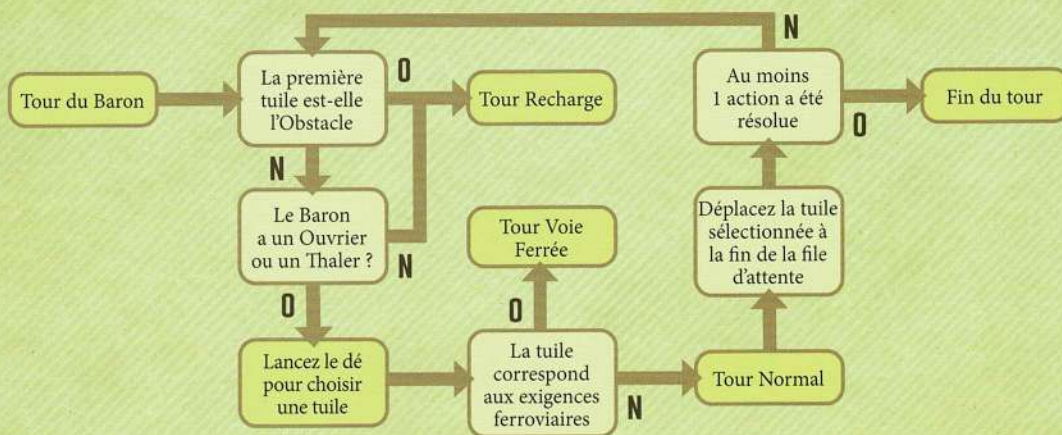 Tour du Baron
La première
tuile est-elle
l'Obstacle
O
Tour Recharge
N
Le Baron
a un Ouvrier
ou un Thaler ?
N
O
Lancez le dé
pour choisir
une tuile
La tuile
correspond
aux exigences
ferroviaires
O
Tour Voie
Ferrée
N
Tour Normal
Déplacez la tuile
sélectionnée à
la fin de la file
d'attente
Au moins
1 action a été
résolue
N
O
Fin du tour